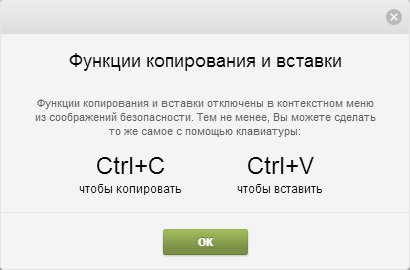 Функции копирования и вставки
Функции копирования и вставки отключены в контекстном меню
из соображений безопасности. Тем не менее, Вы можете сделать
то же самое с помощью клавиатуры:
Ctrl+C Ctrl+V
чтобы копировать чтобы вставить
OK